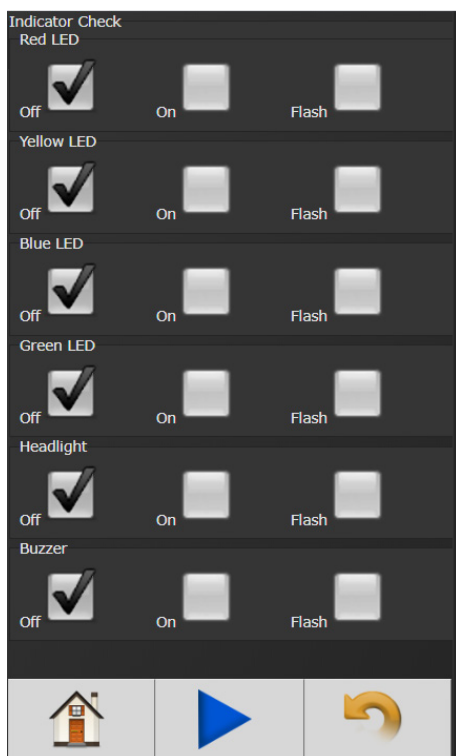 Indicator Check
Red LED
Off On Flash
Yellow LED
Off On Flash
Blue LED
Off On Flash
Green LED
Off On Flash
Headlight
Off On Flash
Buzzer
Off On Flash